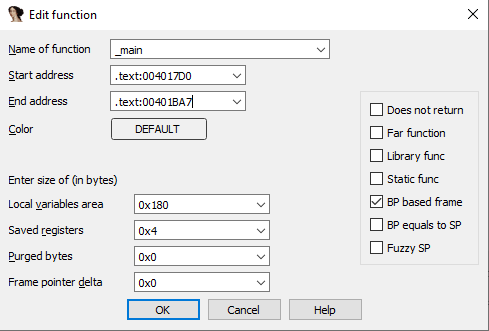 Edit function
Name of function _main
Start address .text:004017D0
End address .text:00401BA7
Color DEFAULT
Does not return
Far function
Library func
Static func
BP based frame
BP equals to SP
Fuzzy SP
Enter size of (in bytes)
Local variables area 0x180
Saved registers 0x4
Purged bytes 0x0
Frame pointer delta 0x0
OK Cancel Help